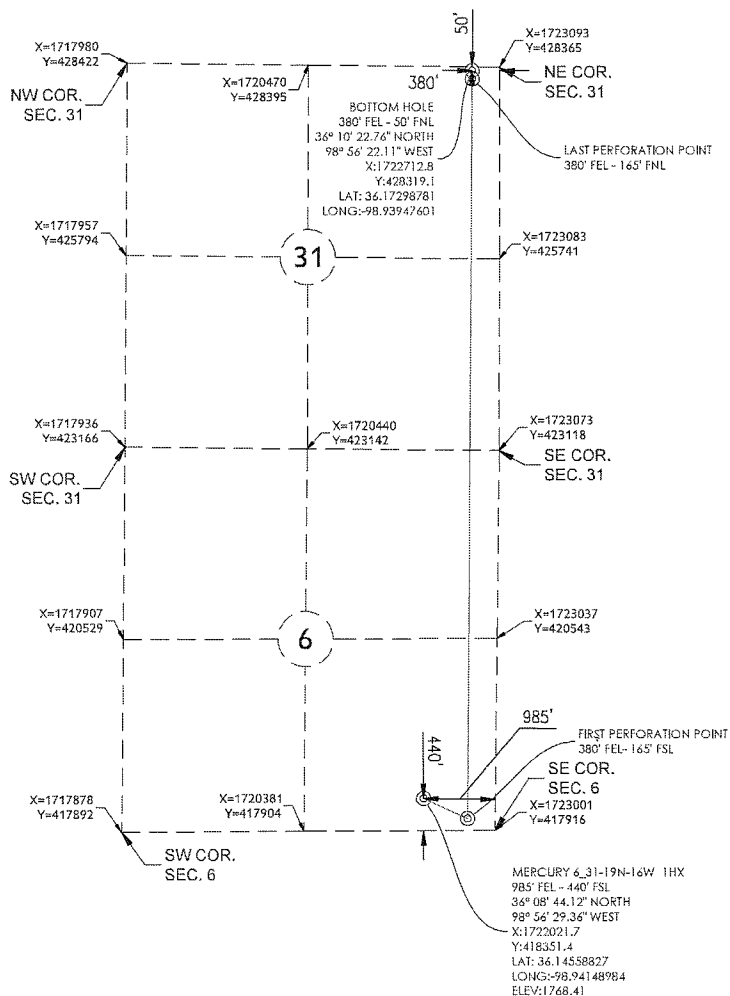 50'
X=1717980
Y=428422
X=1723093
Y=428365
NW COR.
SEC. 31
X=1720470
Y=428395
380'
NE COR.
SEC. 31
BOTTOM HOLE
380' FEL - 50' FNL
36° 10' 22.76" NORTH
98° 56' 22.11" WEST
X:1722712.8
Y:428319.1
LAT: 36.17298781
LONG:-98.93947601
LAST PERFORATION POINT
380' FEL - 165' FNL
X=1717957
Y=425794
31
X=1723083
Y=425741
X=1717936
Y=423166
X=1720440
Y=423142
X=1723073
Y=423118
SW COR.
SEC. 31
SE COR.
SEC. 31
X=1717907
Y=420529
6
X=1723037
Y=420543
985'
440'
FIRST PERFORATION POINT
380' FEL- 165' FSL
SE COR.
SEC. 6
X=1717878
Y=417892
X=1720381
Y=417904
X=1723001
Y=417916
SW COR.
SEC. 6
MERCURY 6_31-19N-16W 1HX
985' FEL - 440' FSL
36° 08' 44.12" NORTH
98° 56' 29.36" WEST
X:1722021.7
Y:418351.4
LAT: 36.14558827
LONG:-98.94148984
ELEV:1768.41